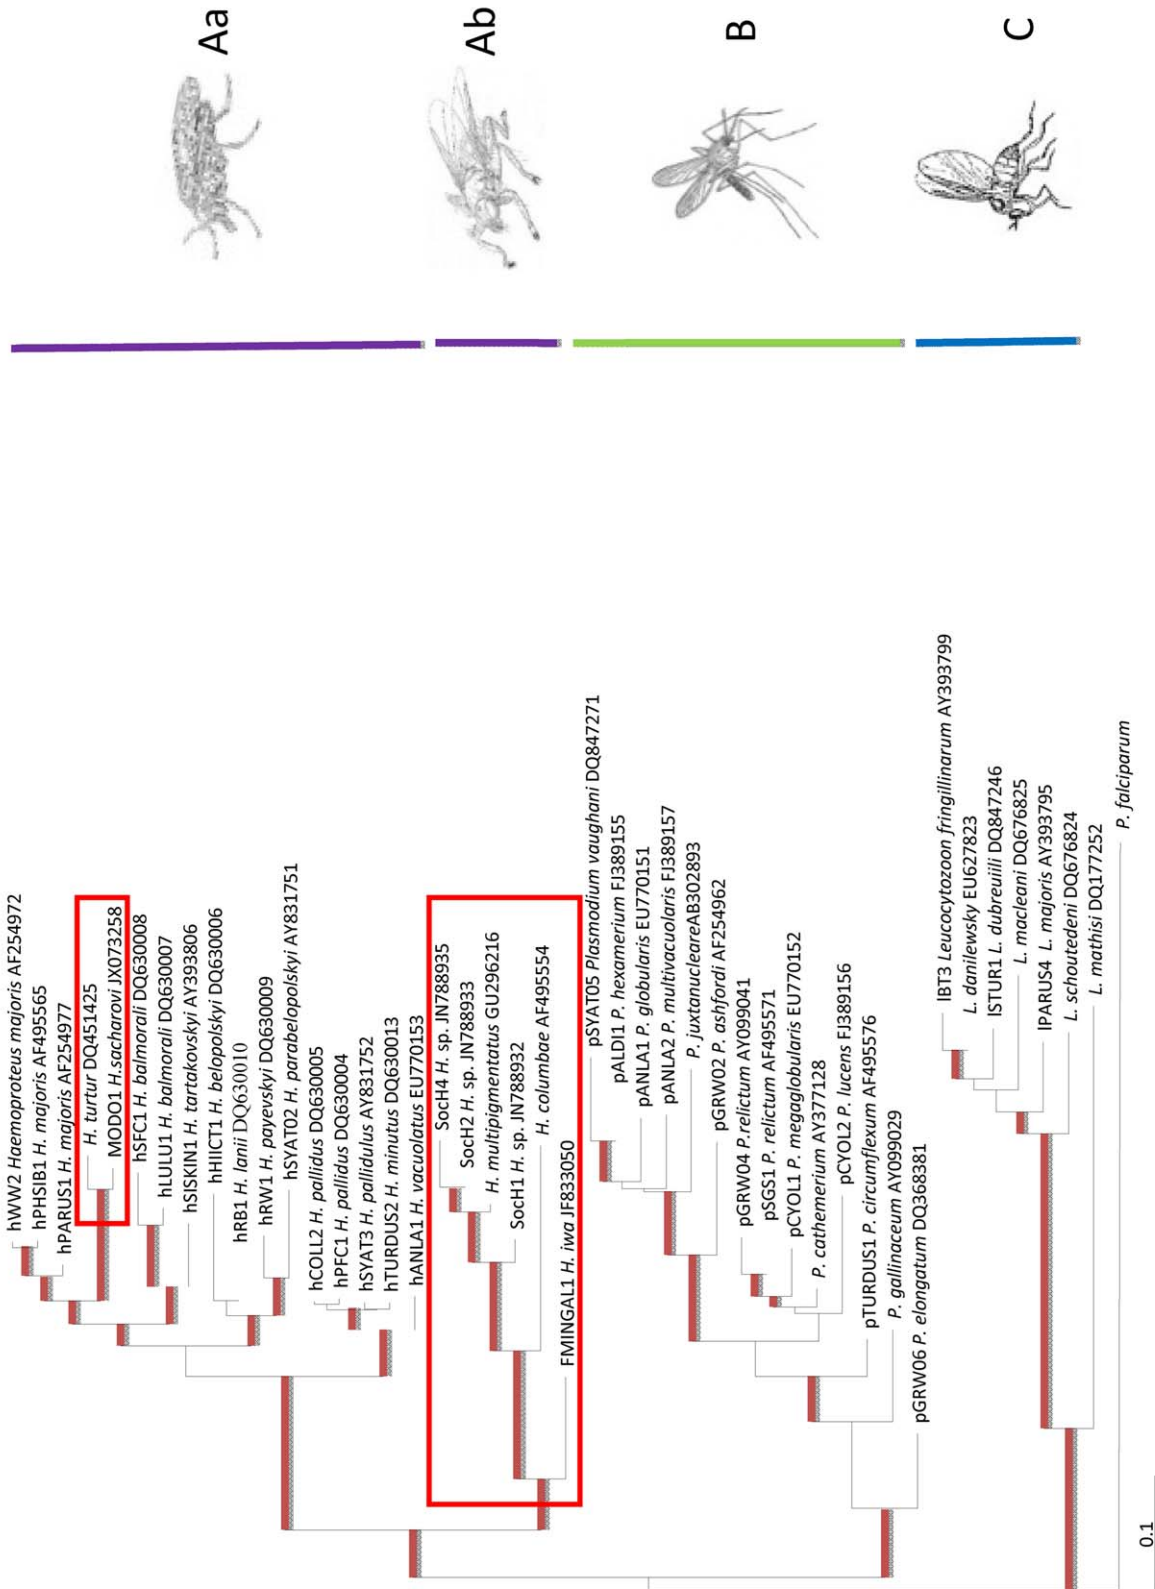 Aa
Ab
B
C
hWW2 Haemoproteus majoris AF254972
hPHSIB1 H. majoris AF495565
hPARUS1 H. majoris AF254977
H. turtur DQ451425
MODO1 H.sacharovi JX073258
hSFC1 H. balmorali DQ630008
hLULU1 H. balmorali DQ630007
hSISKIN1 H. tartakovskyi AY393806
hHIICT1 H. belopolskyi DQ630006
hRB1 H. lanii DQ630010
hRW1 H. payevskyi DQ630009
hSYAT02 H. parabelopolskyi AY831751
hCOLL2 H. pallidus DQ630005
hPFC1 H. pallidus DQ630004
hSYAT3 H. pallidulus AY831752
hTURDUS2 H. minutus DQ630013
hANLA1 H. vacuolatus EU770153
SocH4 H. sp. JN788935
SocH2 H. sp. JN788933
H. multipigmentatus GU296216
SocH1 H. sp. JN788932
H. columbae AF495554
FMINGAL1 H. iwa JF833050
pSYAT05 Plasmodium vaughani DQ847271
pALDI1 P. hexamerium FJ389155
pANLA1 P. globularis EU770151
pANLA2 P. multivacuolaris FJ389157
P. juxtanucleareAB302893
pGRW02 P. ashfordi AF254962
pGRW04 P.relictum AY099041
pSGS1 P. relictum AF495571
pCYOL1 P. megaglobularis EU770152
P. cathemerium AY377128
pCYOL2 P. lucens FJ389156
pTURDUS1 P. circumflexum AF495576
P. gallinaceum AY099029
pGRW06 P. elongatum DQ368381
lBT3 Leucocytozoon fringillinarum AY393799
L. danilewsky EU627823
lSTUR1 L. dubreuiili DQ847246
L. macleani DQ676825
lPARUS4 L. majoris AY393795
L. schoutedeni DQ676824
L. mathisi DQ177252
P. falciparum
0.1